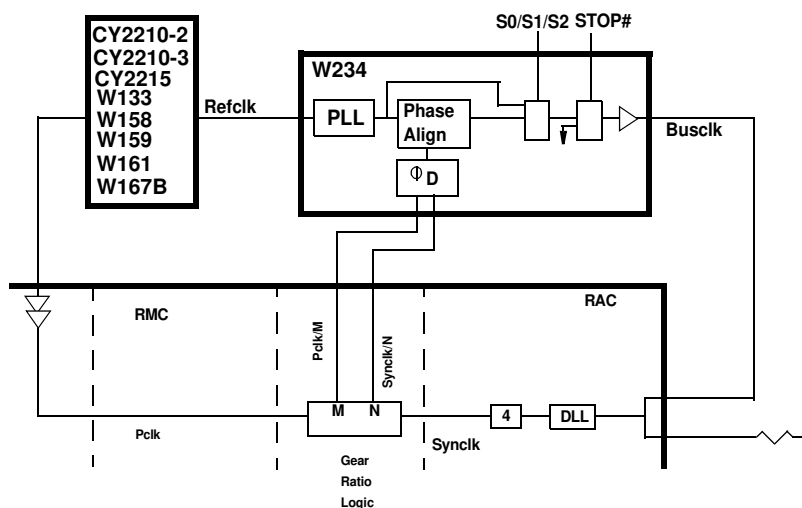 S0/S1/S2 STOP#
CY2210-2
CY2210-3
CY2215
W133
W158
W159
W161
W167B
Refclk
W234
PLL
Phase
Align
Φ D
Busclk
RMC
RAC
Pclk/M
Synclk/N
M N
4
DLL
Pclk
Synclk
Gear
Ratio
Logic